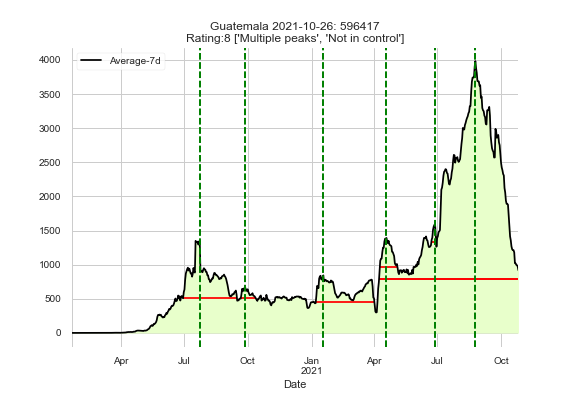 Guatemala 2021-10-26: 596417
Rating:8 ['Multiple peaks', 'Not in control']
Average-7d
4000
3500
3000
2500
2000
1500
1000
500
0
Apr Jul Oct Jan Apr Jul Oct
2021
Date